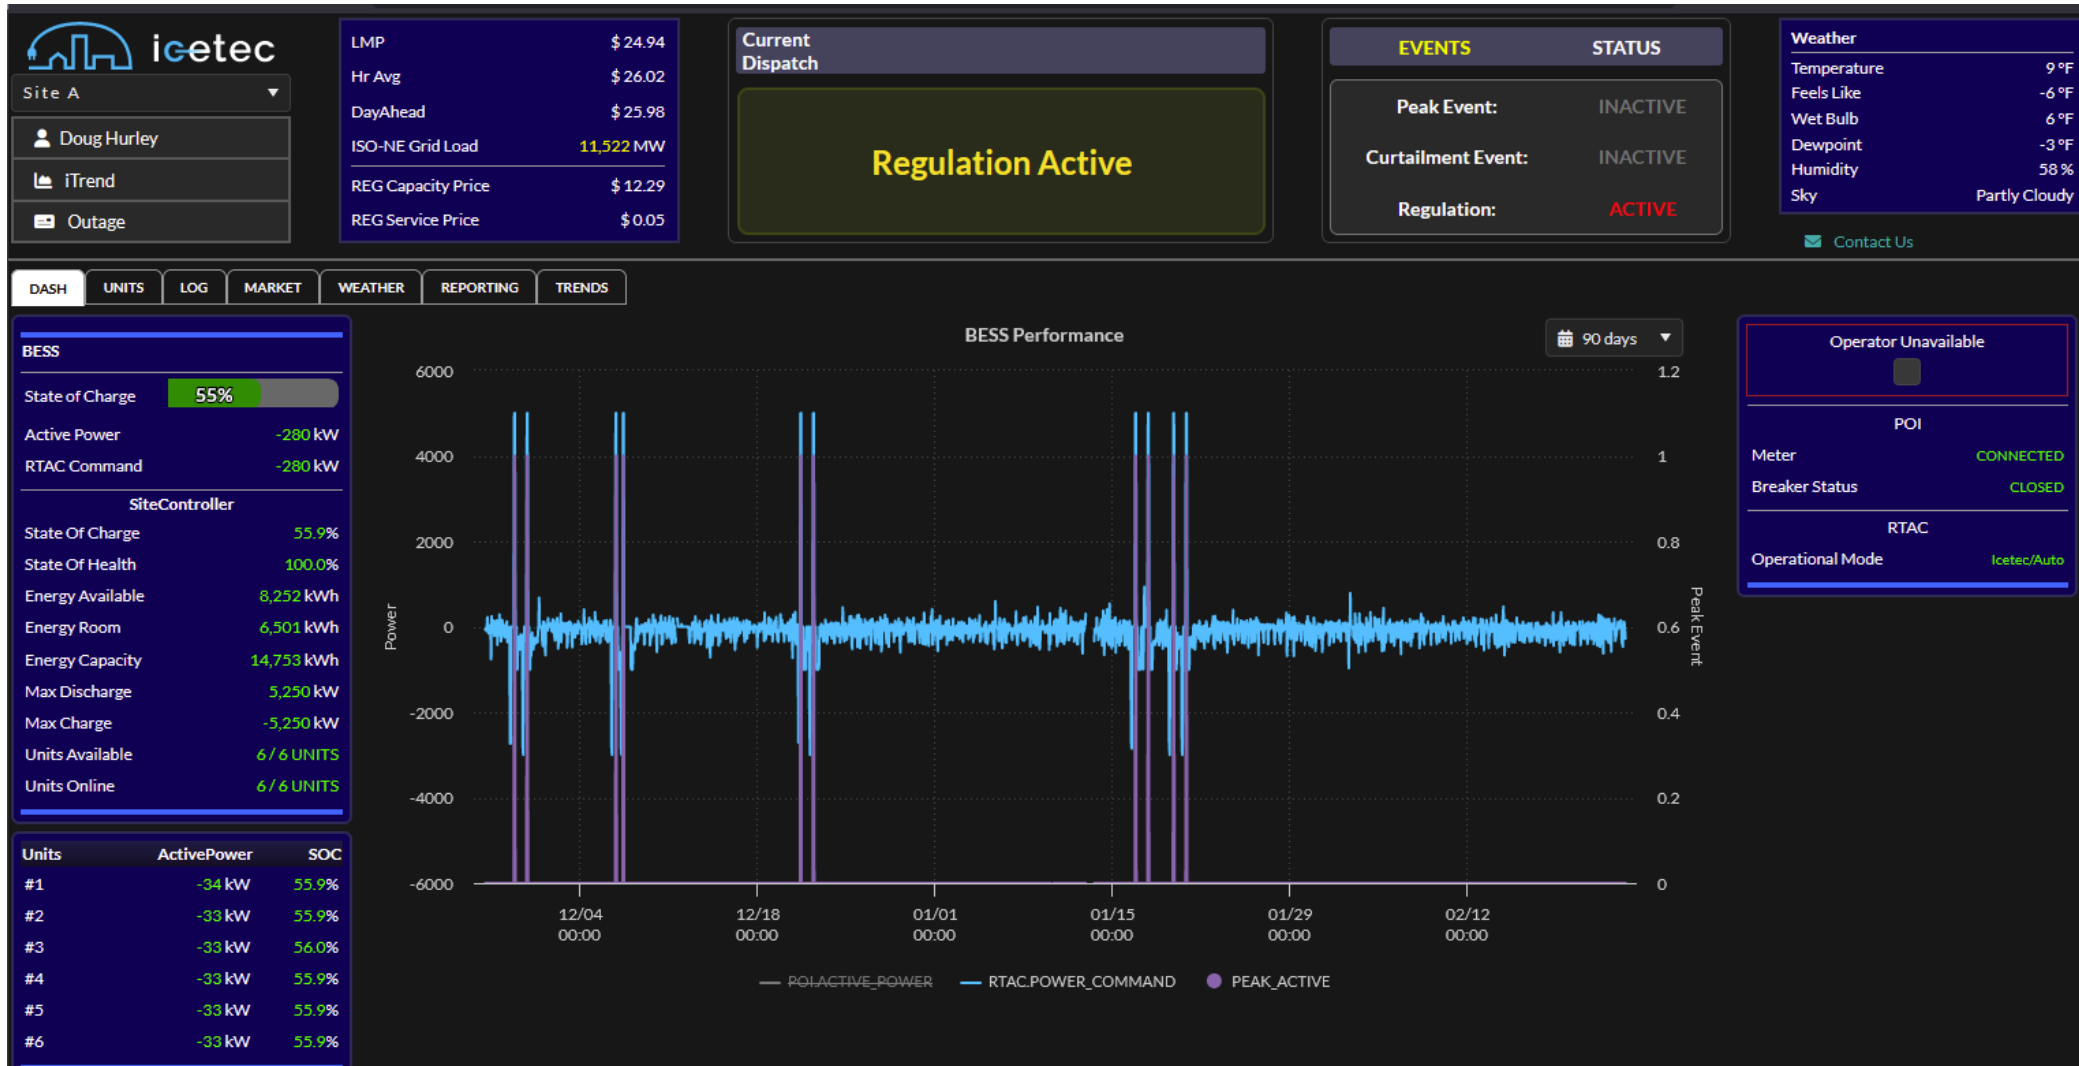 icetec
Site A
Doug Hurley
iTrend
Outage
LMP $ 24.94
Hr Avg $ 26.02
DayAhead $ 25.98
ISO-NE Grid Load 11,522 MW
REG Capacity Price $ 12.29
REG Service Price $ 0.05
Current
Dispatch
Regulation Active
EVENTS STATUS
Peak Event: INACTIVE
Curtailment Event: INACTIVE
Regulation: ACTIVE
Weather
Temperature 9 °F
Feels Like -6 °F
Wet Bulb 6 °F
Dewpoint -3 °F
Humidity 58 %
Sky Partly Cloudy
Contact Us
DASH UNITS LOG MARKET WEATHER REPORTING TRENDS
BESS
State of Charge 55%
Active Power -280 kW
RTAC Command -280 kW
SiteController
State Of Charge 55.9%
State Of Health 100.0%
Energy Available 8,252 kWh
Energy Room 6,501 kWh
Energy Capacity 14,753 kWh
Max Discharge 5,250 kW
Max Charge -5,250 kW
Units Available 6 / 6 UNITS
Units Online 6 / 6 UNITS
Units ActivePower SOC
#1 -34 kW 55.9%
#2 -33 kW 55.9%
#3 -33 kW 56.0%
#4 -33 kW 55.9%
#5 -33 kW 55.9%
#6 -33 kW 55.9%
BESS Performance
90 days
6000 1.2
4000 1
2000 0.8
0 0.6
-2000 0.4
-4000 0.2
-6000 0
Power
Peak Event
12/04 12/18 01/01 01/15 01/29 02/12
00:00 00:00 00:00 00:00 00:00 00:00
POI.ACTIVE_POWER RTAC.POWER_COMMAND PEAK_ACTIVE
Operator Unavailable
POI
Meter CONNECTED
Breaker Status CLOSED
RTAC
Operational Mode Icetec/Auto